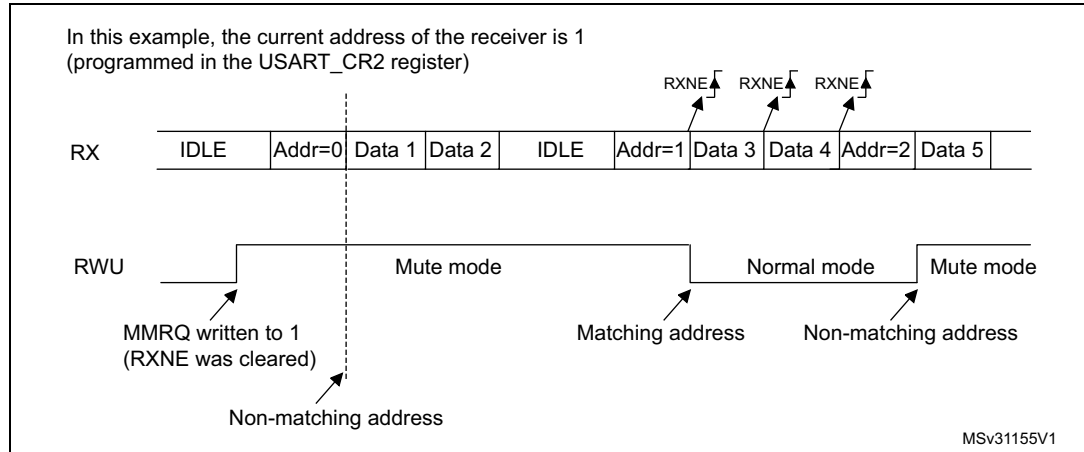 In this example, the current address of the receiver is 1
(programmed in the USART_CR2 register)
RXNE RXNE RXNE
RX IDLE Addr=0 Data 1 Data 2 IDLE Addr=1 Data 3 Data 4 Addr=2 Data 5
RWU Mute mode Normal mode Mute mode
MMRQ written to 1 Matching address Non-matching address
(RXNE was cleared)
Non-matching address
MSv31155V1